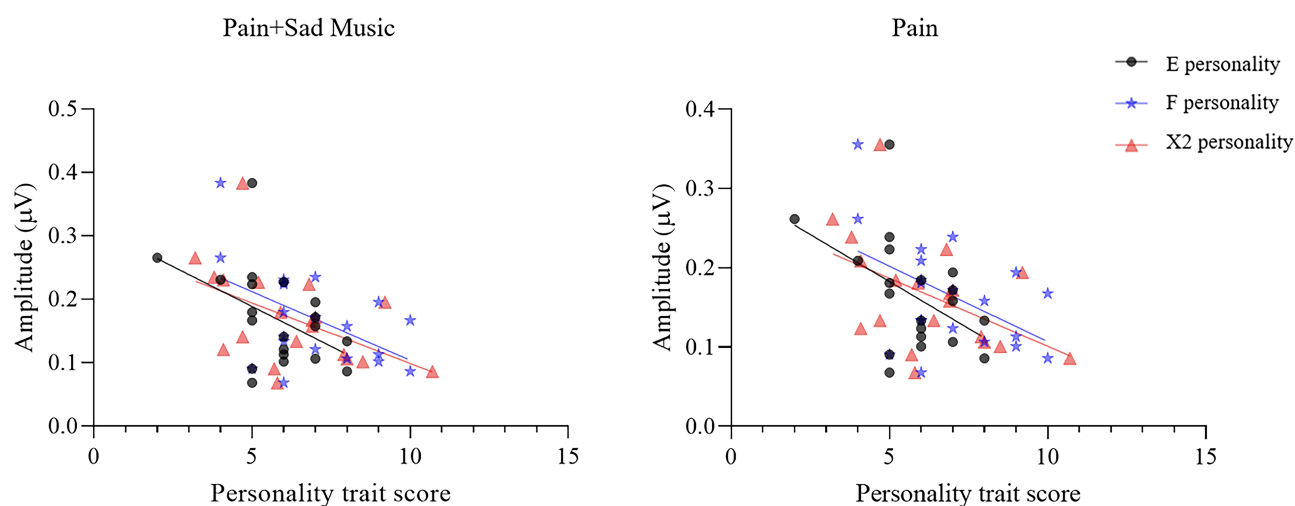 Pain+Sad Music
0.5
0.4
0.3
0.2
0.1
0.0
Amplitude (μV)
0 5 10 15
Personality trait score
Pain
0.4
0.3
0.2
0.1
0.0
Amplitude (μV)
0 5 10 15
Personality trait score
E personality
F personality
X2 personality